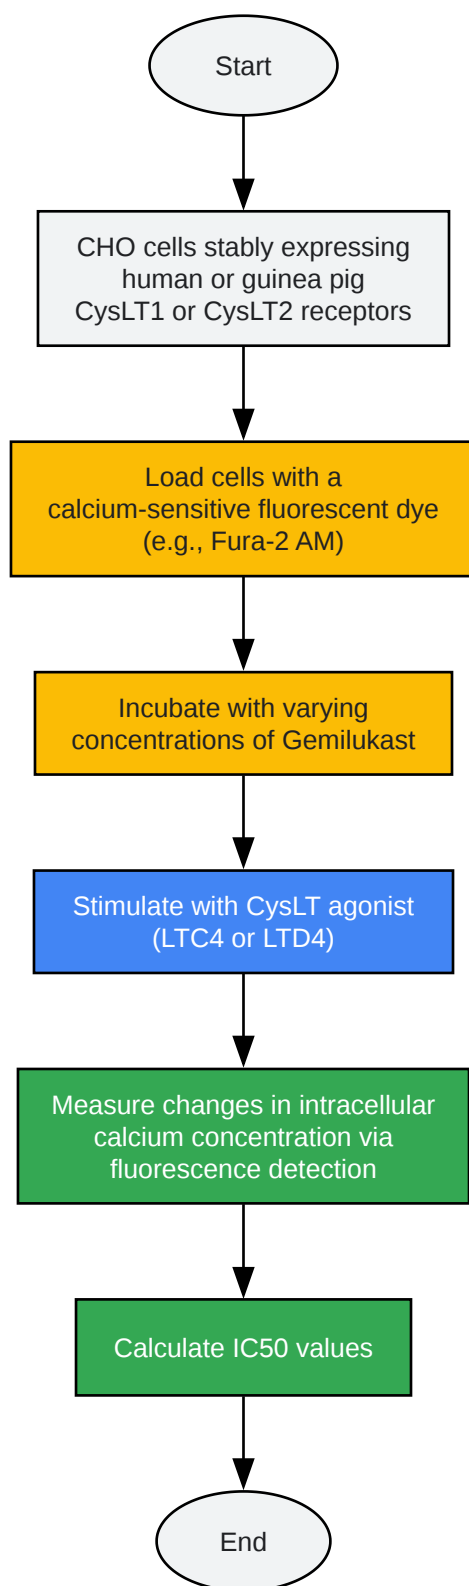 Start
CHO cells stably expressing
human or guinea pig
CysLT1 or CysLT2 receptors
Load cells with a
calcium-sensitive fluorescent dye
(e.g., Fura-2 AM)
Incubate with varying
concentrations of Gemilukast
Stimulate with CysLT agonist
(LTC4 or LTD4)
Measure changes in intracellular
calcium concentration via
fluorescence detection
Calculate IC50 values
End